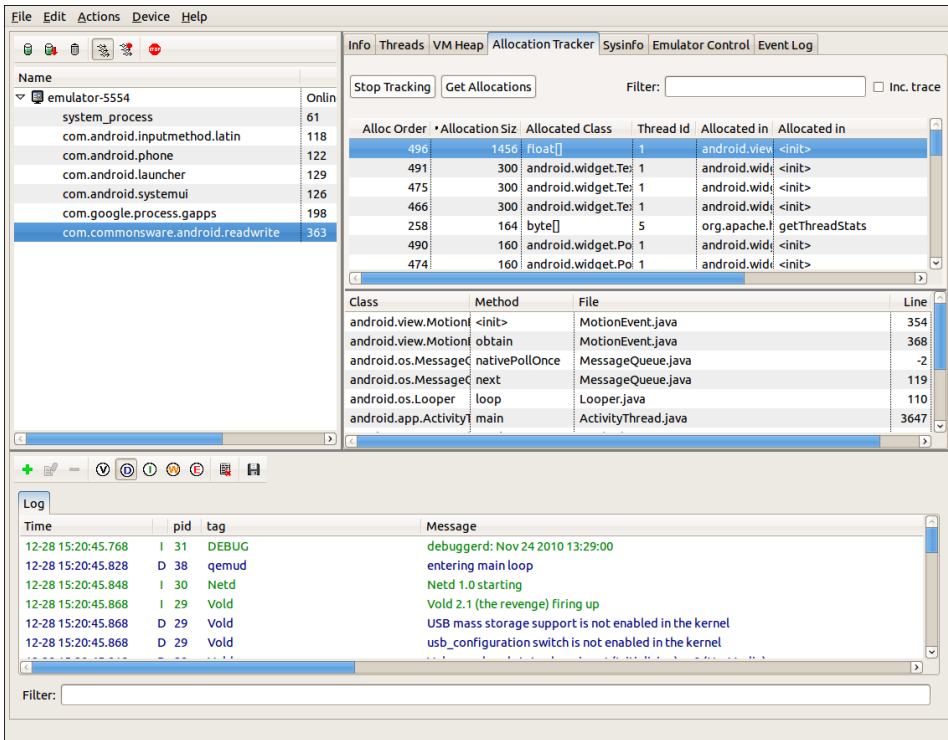 File Edit Actions Device Help
Name
emulator-5554 Onlin
system_process 61
com.android.inputmethod.latin 118
com.android.phone 122
com.android.launcher 129
com.android.systemui 126
com.google.process.gapps 198
com.commonsware.android.readwrite 363
Info Threads VM Heap Allocation Tracker Sysinfo Emulator Control Event Log
Stop Tracking Get Allocations Filter: Inc. trace
Alloc Order Allocation Siz Allocated Class Thread Id Allocated in Allocated in
496 1456 float[] 1 android.view <init>
491 300 android.widget.Te 1 android.wid <init>
475 300 android.widget.Te 1 android.wid <init>
466 300 android.widget.Te 1 android.wid <init>
258 164 byte[] 5 org.apache. getThreadStats
490 160 android.widget.Po 1 android.wid <init>
474 160 android.widget.Po 1 android.wid <init>
Class Method File Line
android.view.Motion <init> MotionEvent.java 354
android.view.Motion obtain MotionEvent.java 368
android.os.Message nativePollOnce MessageQueue.java -2
android.os.Message next MessageQueue.java 119
android.os.Looper loop Looper.java 110
android.app.Activity main ActivityThread.java 3647
V D I W E
Log
Time pid tag Message
12-28 15:20:45.768 I 31 DEBUG debuggerd: Nov 24 2010 13:29:00
12-28 15:20:45.828 D 38 qemud entering main loop
12-28 15:20:45.848 I 30 Netd Netd 1.0 starting
12-28 15:20:45.868 I 29 Vold Vold 2.1 (the revenge) firing up
12-28 15:20:45.868 D 29 Vold USB mass storage support is not enabled in the kernel
12-28 15:20:45.868 D 29 Vold usb_configuration switch is not enabled in the kernel
Filter: